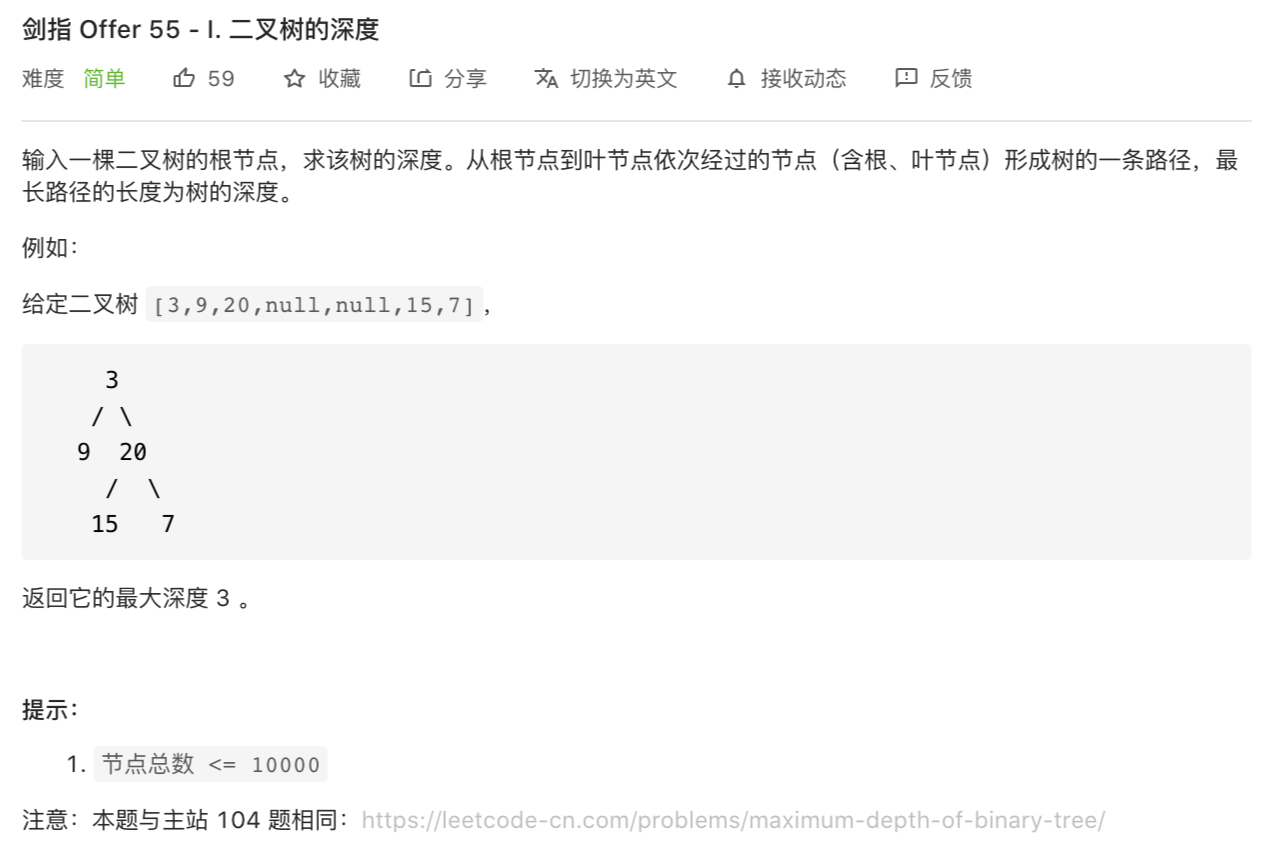 剑指 Offer 55 - I. 二叉树的深度
难度 简单 59 收藏 分享 切换为英文 接收动态 反馈
输入一棵二叉树的根节点，求该树的深度。从根节点到叶节点依次经过的节点（含根、叶节点）形成树的一条路径，最
长路径的长度为树的深度。
例如：
给定二叉树 [3,9,20,null,null,15,7]，
3
/ \
9 20
/ \
15 7
返回它的最大深度 3 。
提示：
1. 节点总数 <= 10000
注意：本题与主站 104 题相同：https://leetcode-cn.com/problems/maximum-depth-of-binary-tree/